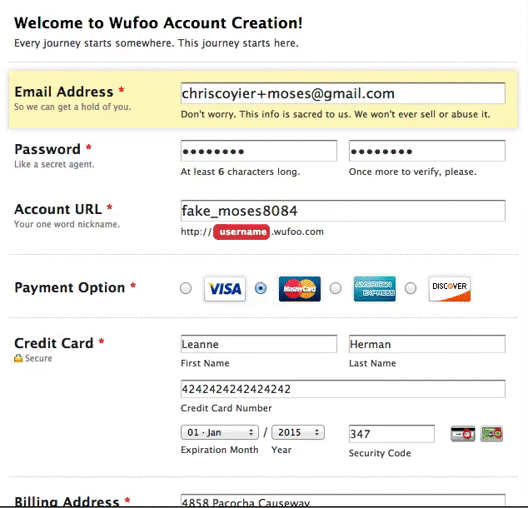 Welcome to Wufoo Account Creation!
Every journey starts somewhere. This journey starts here.
Email Address *
So we can get a hold of you.
chriscoyier+moses@gmail.com
Don't worry. This info is sacred to us. We won't ever sell or abuse it.
Password *
Like a secret agent.
At least 6 characters long.
Once more to verify, please.
Account URL *
Your one word nickname.
fake_moses8084
http:// username .wufoo.com
Payment Option *
VISA MasterCard AMERICAN EXPRESS DISCOVER
Credit Card *
Secure
Leanne Herman
First Name Last Name
4242424242424242
Credit Card Number
01 - Jan / 2015 347
Expiration Month Year Security Code
Billing Address *
4858 Pacocha Causeway